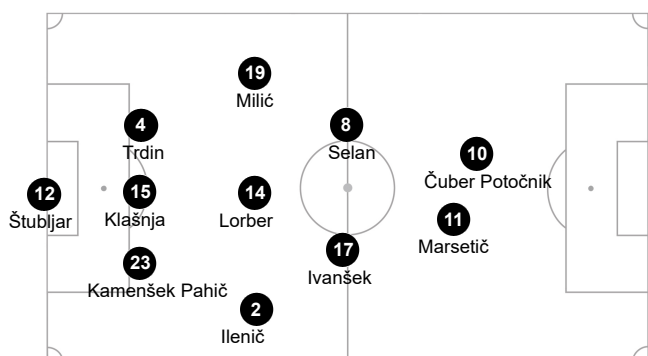 19
Milić
4
Trdin
8
Selan
10
Čuber Potočnik
12
Štubljar
15
Klašnja
14
Lorber
11
Marsetič
17
Ivanšek
23
Kamenšek Pahič
2
Ilenič